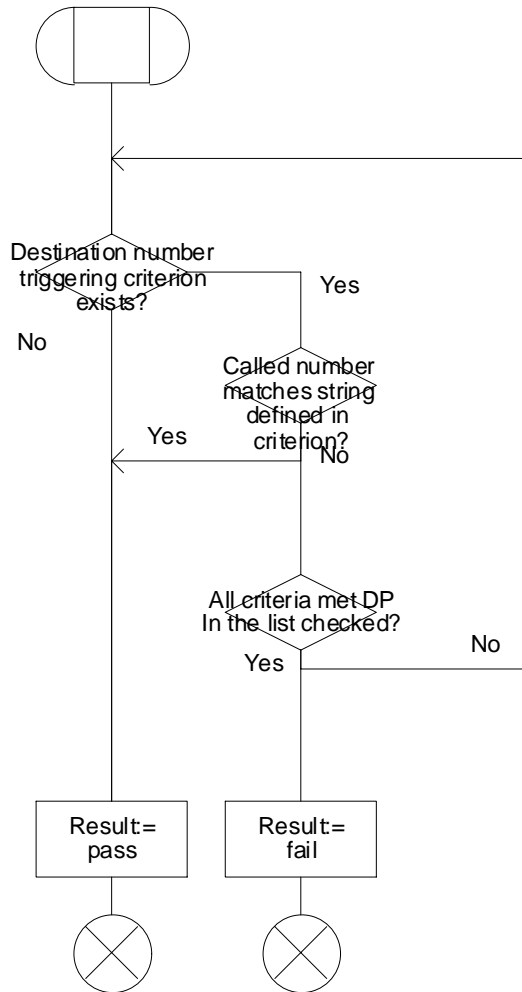 Destination number
triggering criterion
exists?
Yes
No
Called number
matches string
defined in
criterion?
Yes
No
All criteria met DP
In the list checked?
Yes
No
Result:=
pass
Result:=
fail